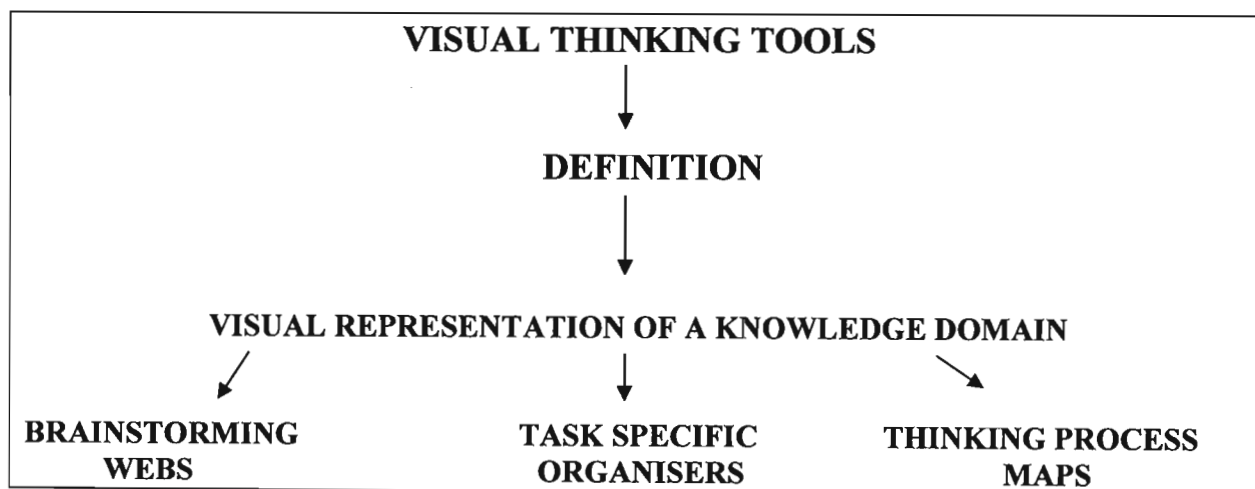 VISUAL THINKING TOOLS
DEFINITION
VISUAL REPRESENTATION OF A KNOWLEDGE DOMAIN
BRAINSTORMING
WEBS
TASK SPECIFIC
ORGANISERS
THINKING PROCESS
MAPS